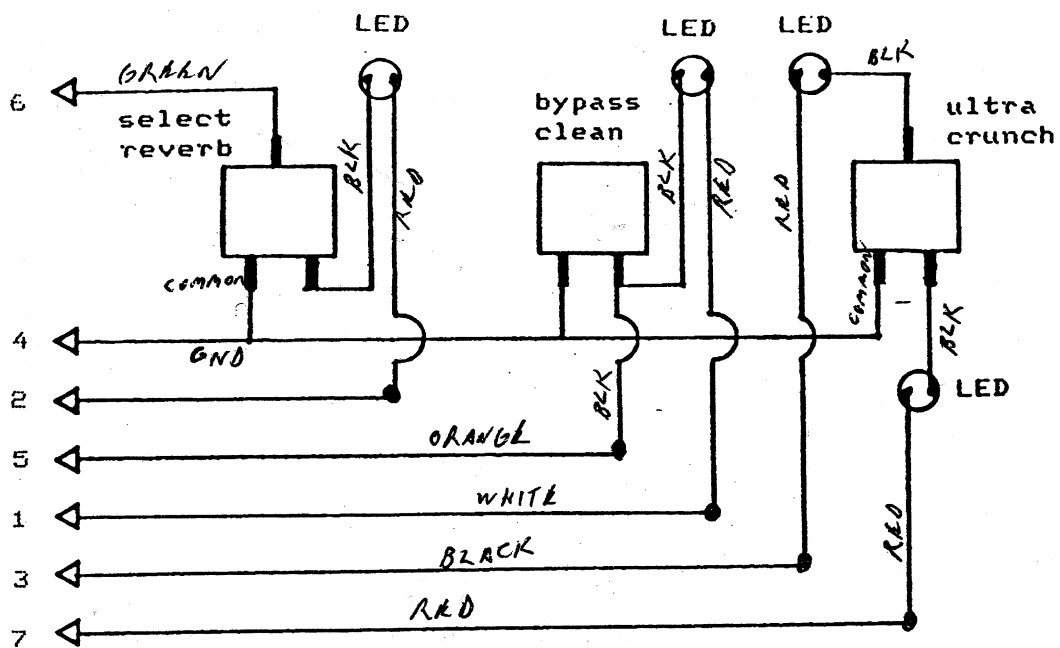 LED
LED
LED
6
GREEN
BLK
select
reverb
bypass
clean
ultra
crunch
BLK
RED
BLK
RED
RED
COMMON
COMMON
4
GND
BLK
2
BLK
LED
5
ORANGE
1
WHITE
RED
3
BLACK
7
RED